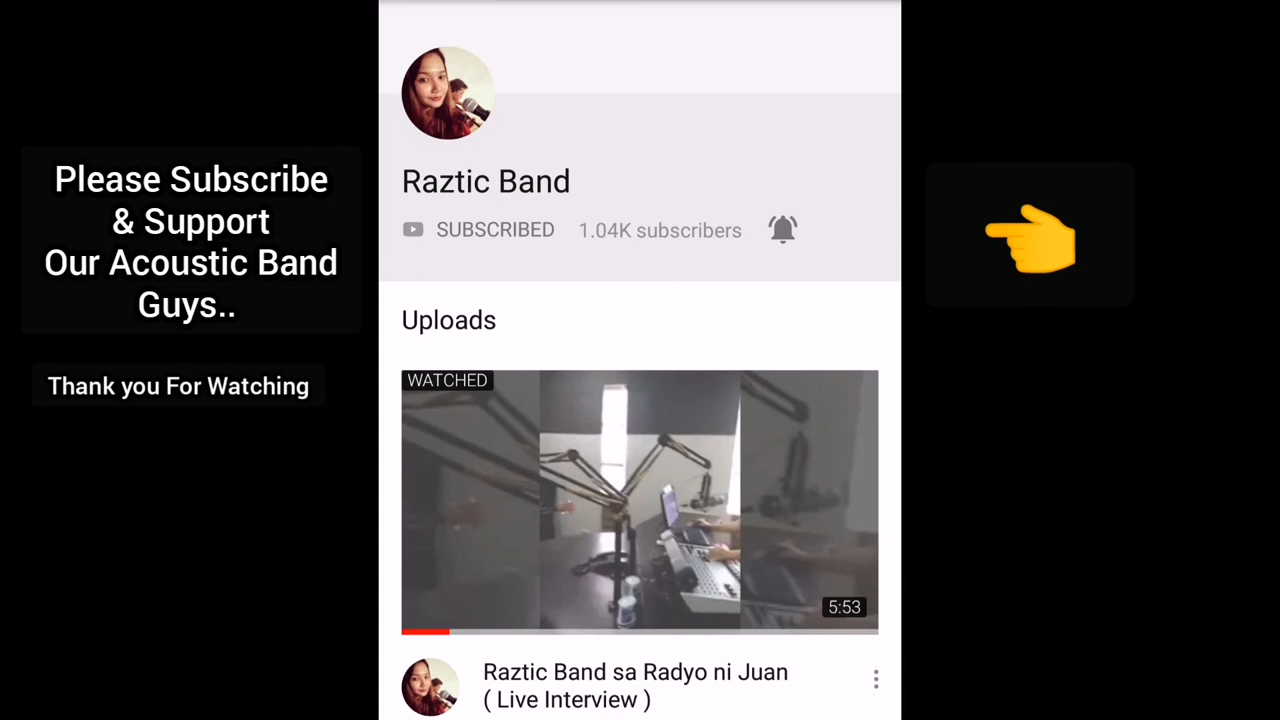 Please Subscribe
& Support
Our Acoustic Band
Guys..
Thank you For Watching
Raztic Band
SUBSCRIBED 1.04K subscribers
Uploads
WATCHED
5:53
Raztic Band sa Radyo ni Juan
( Live Interview )